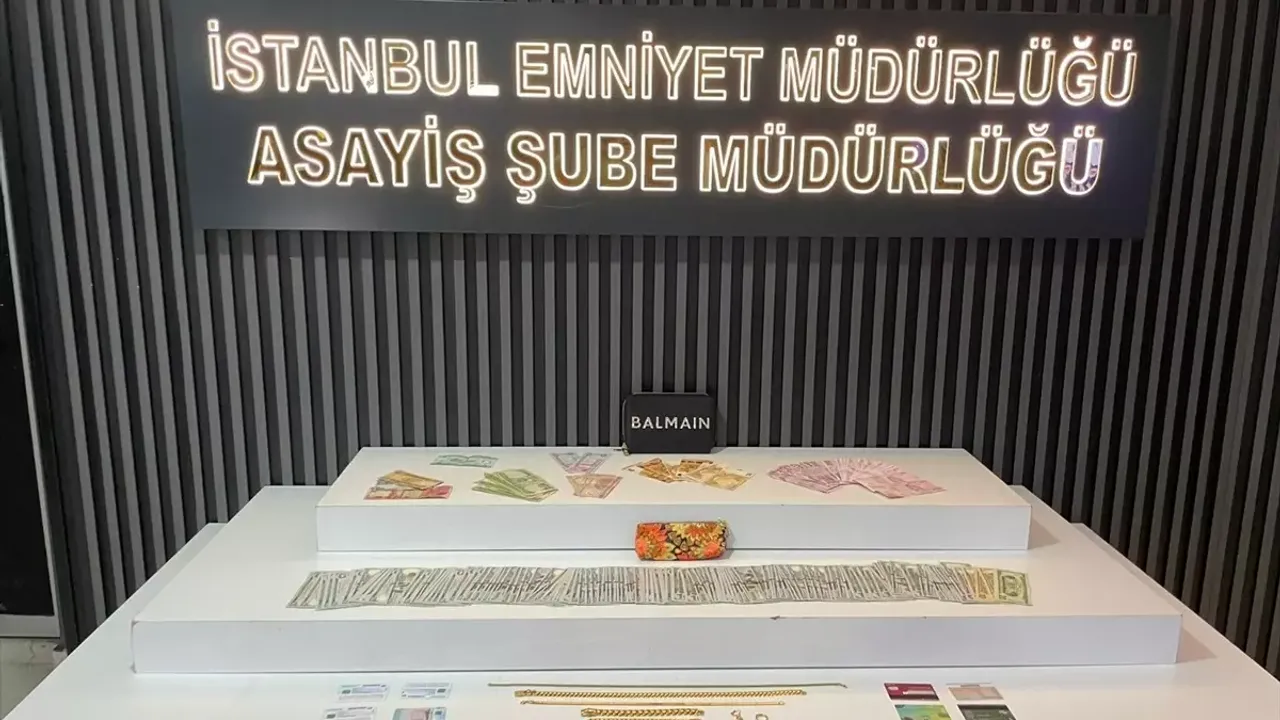 İSTANBUL EMNİYET MÜDÜRLÜĞÜ
ASAYİŞ ŞUBE MÜDÜRLÜĞÜ
BALMAIN